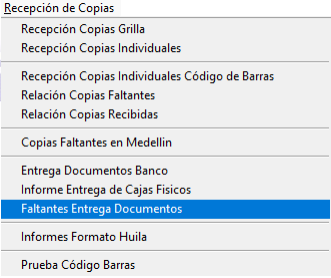 Recepción de Copias
Recepción Copias Grilla
Recepción Copias Individuales
Recepción Copias Individuales Código de Barras
Relación Copias Faltantes
Relación Copias Recibidas
Copias Faltantes en Medellin
Entrega Documentos Banco
Informe Entrega de Cajas Fisicos
Faltantes Entrega Documentos
Informes Formato Huila
Prueba Código Barras